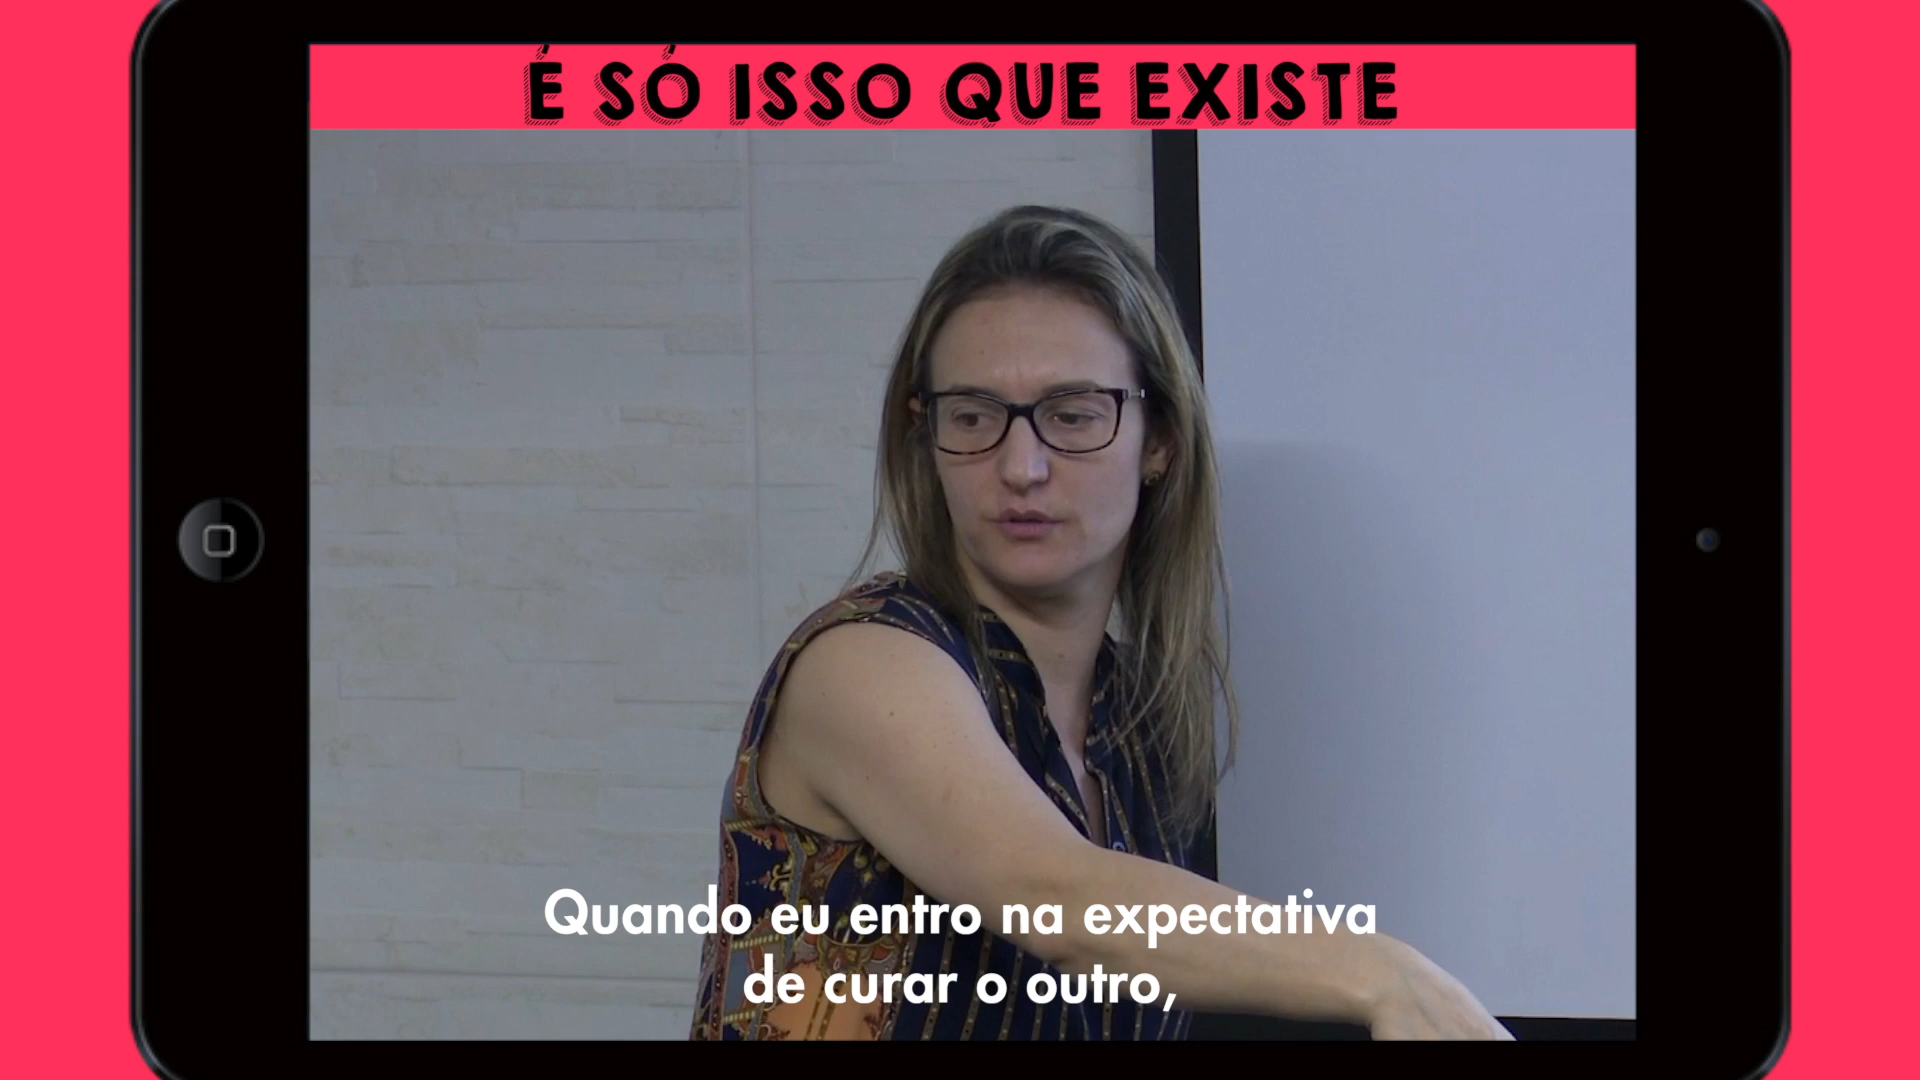 É SÓ ISSO QUE EXISTE
Quando eu entro na expectativa
de curar o outro,